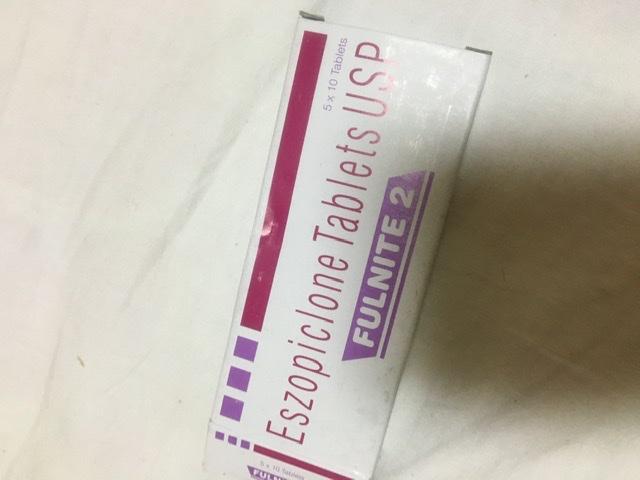 5 x 10 Tablets
Eszopiclone Tablets USP
FULNITE 2
5 x 10 Tablets